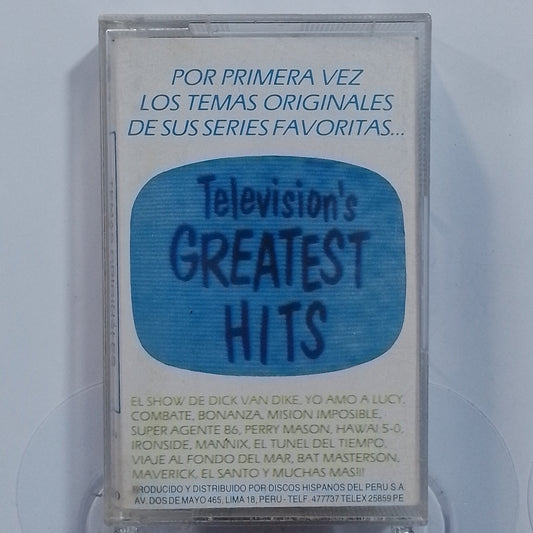 POR PRIMERA VEZ
LOS TEMAS ORIGINALES
DE SUS SERIES FAVORITAS...
Television's
GREATEST
HITS
EL SHOW DE DICK VAN DIKE, YO AMO A LUCY,
COMBATE, BONANZA, MISION IMPOSIBLE,
SUPER AGENTE 86, PERRY MASON, HAWAI 5-0,
IRONSIDE, MANNIX, EL TUNEL DEL TIEMPO,
VIAJE AL FONDO DEL MAR, BAT MASTERSON,
MAVERICK, EL SANTO Y MUCHAS MAS!!!
PRODUCIDO Y DISTRIBUIDO POR DISCOS HISPANOS DEL PERU S.A.
AV. DOS DE MAYO 465, LIMA 18, PERU - TELF. 477737 TELEX 25859 PE